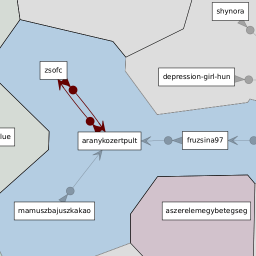 shynora
zsofc
depression-girl-hun
lue
aranykozertpult
fruzsina97
mamuszbajuszkakao
aszerelemegybetegseg